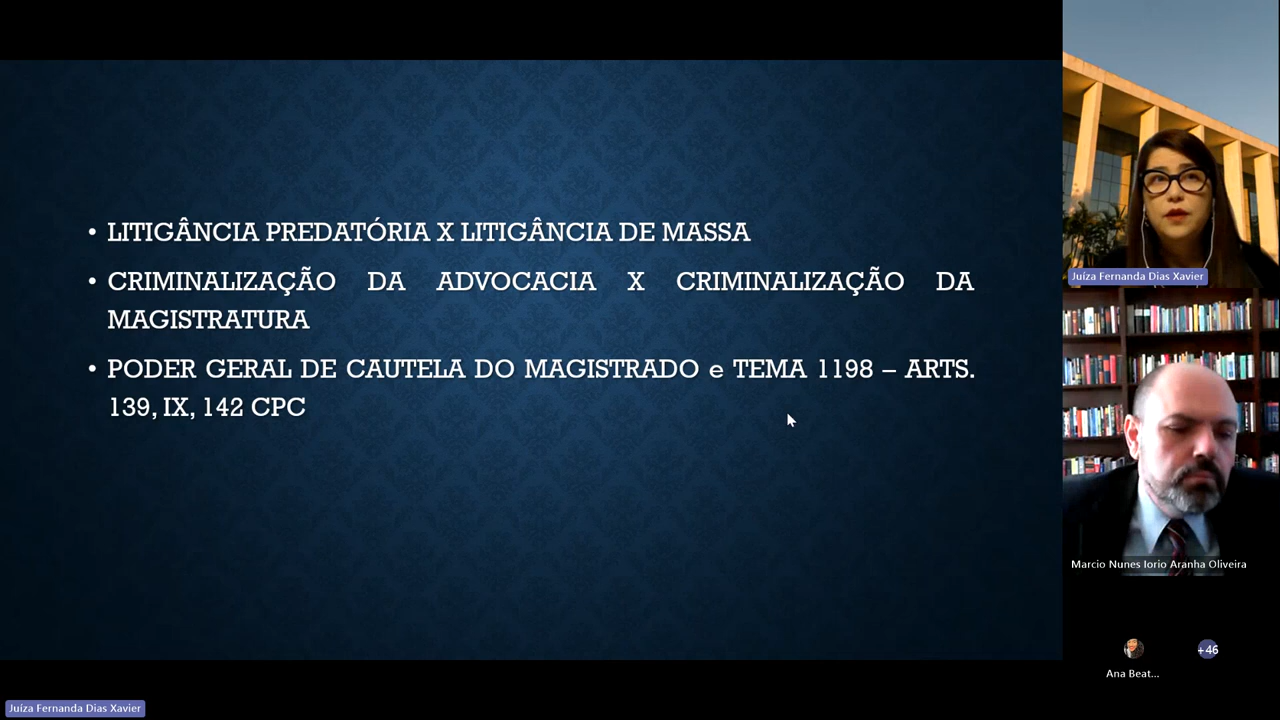 • LITIGÂNCIA PREDATÓRIA X LITIGÂNCIA DE MASSA
• CRIMINALIZAÇÃO DA ADVOCACIA X CRIMINALIZAÇÃO DA
MAGISTRATURA
• PODER GERAL DE CAUTELA DO MAGISTRADO e TEMA 1198 – ARTS.
139, IX, 142 CPC
Juíza Fernanda Dias Xavier
Marcio Nunes Iorio Aranha Oliveira
+46
Ana Beat...
Juíza Fernanda Dias Xavier